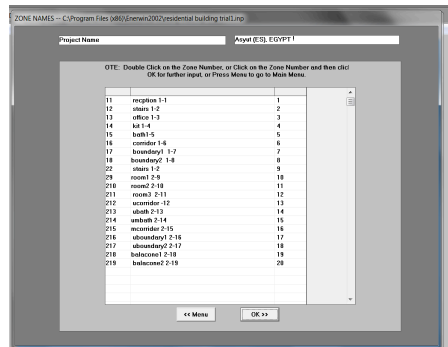 ZONE NAMES -- C:\Program Files (x86)\Enerwin2002\residential building trial1.inp
Project Name Asyut (ES), EGYPT !
OTE: Double Click on the Zone Number, or Click on the Zone Number and then clicl
OK for further input, or Press Menu to go to Main Menu.
11 recption 1-1 1
12 stairs 1-2 2
13 office 1-3 3
14 kit 1-4 4
15 bath1-5 5
16 corridor 1-6 6
17 boundary1 1-7 7
18 boundary2 1-8 8
22 stairs 1-2 9
29 room1 2-9 10
210 room2 2-10 11
211 room3 2-11 12
212 ucorridor -12 13
213 ubath 2-13 14
214 umbath 2-14 15
215 mcorridor 2-15 16
216 uboundary1 2-16 17
217 uboundary2 2-17 18
218 balacone1 2-18 19
219 balacone2 2-19 20
<< Menu OK >>